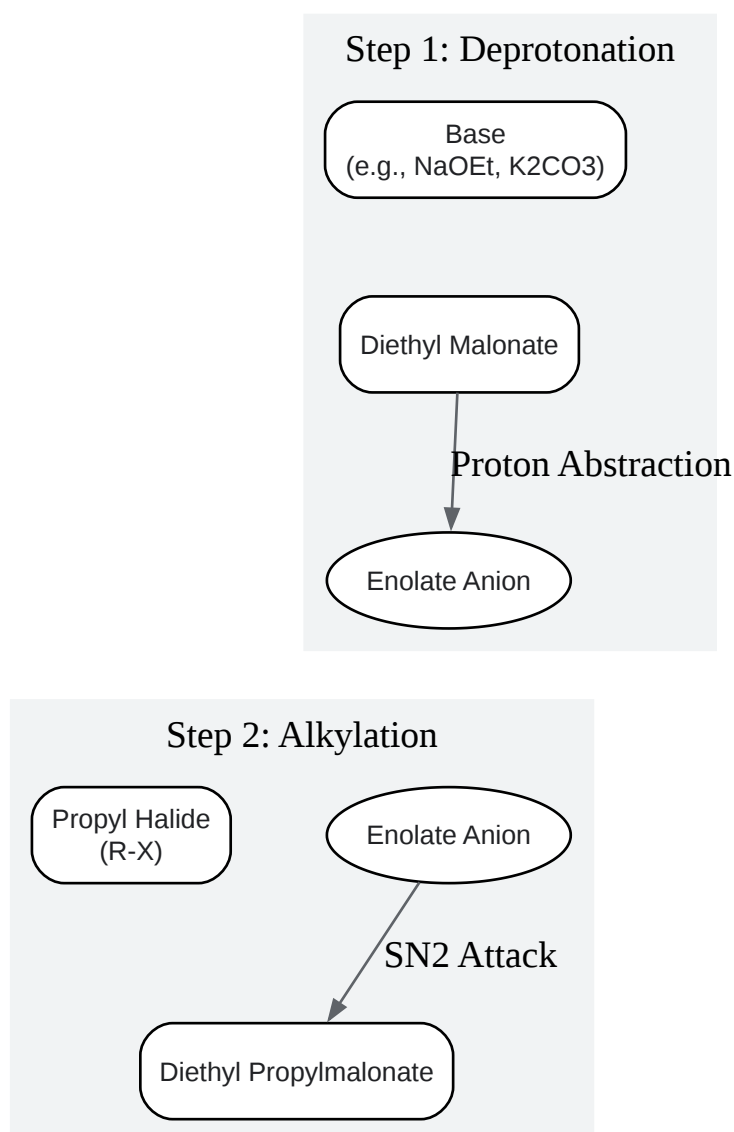 Step 1: Deprotonation
Base
(e.g., NaOEt, K2CO3)
Diethyl Malonate
Proton Abstraction
Enolate Anion
Step 2: Alkylation
Propyl Halide
(R-X)
Enolate Anion
SN2 Attack
Diethyl Propylmalonate